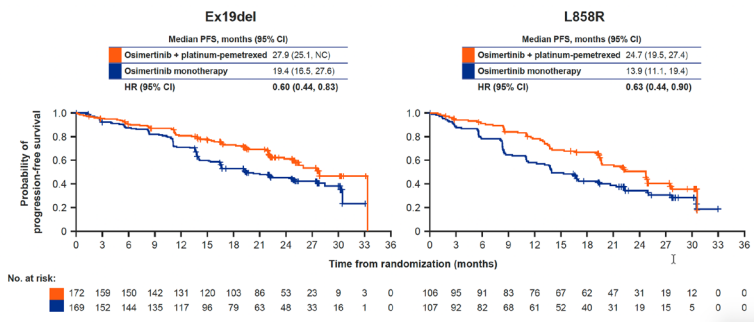 Ex19del
Median PFS, months (95% CI)
Osimertinib + platinum-pemetrexed 27.9 (25.1, NC)
Osimertinib monotherapy 19.4 (16.5, 27.6)
HR (95% CI) 0.60 (0.44, 0.83)
L858R
Median PFS, months (95% CI)
Osimertinib + platinum-pemetrexed 24.7 (19.5, 27.4)
Osimertinib monotherapy 13.9 (11.1, 19.4)
HR (95% CI) 0.63 (0.44, 0.90)
Probability of
progression-free survival
1.0
0.8
0.6
0.4
0.2
0
0 3 6 9 12 15 18 21 24 27 30 33 36
1.0
0.8
0.6
0.4
0.2
0
0 3 6 9 12 15 18 21 24 27 30 33 36
Time from randomization (months)
No. at risk:
172 159 150 142 131 120 103 86 53 23 9 3 0
169 152 144 135 117 96 79 63 48 33 16 1 0
106 95 91 83 76 67 62 47 31 19 12 0 0
107 92 82 68 61 52 40 31 19 15 5 0 0